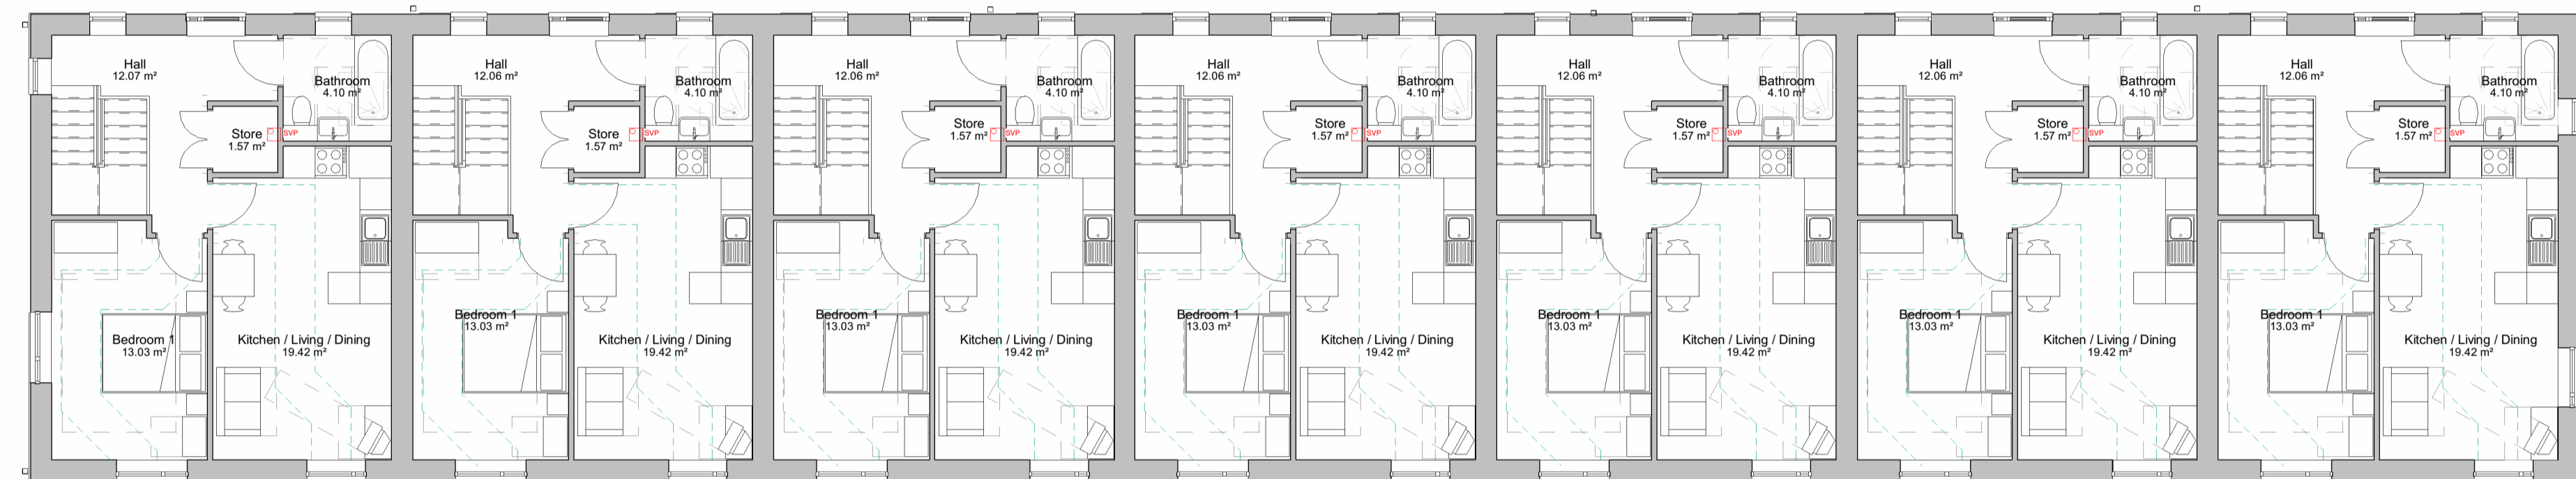 Hall
12.07 m²
Bathroom
4.10 m²
Store
1.57 m²
SVP
Bedroom 1
13.03 m²
Kitchen / Living / Dining
19.42 m²
Hall
12.06 m²
Bathroom
4.10 m²
Store
1.57 m²
SVP
Bedroom 1
13.03 m²
Kitchen / Living / Dining
19.42 m²
Hall
12.06 m²
Bathroom
4.10 m²
Store
1.57 m²
SVP
Bedroom 1
13.03 m²
Kitchen / Living / Dining
19.42 m²
Hall
12.06 m²
Bathroom
4.10 m²
Store
1.57 m²
SVP
Bedroom 1
13.03 m²
Kitchen / Living / Dining
19.42 m²
Hall
12.06 m²
Bathroom
4.10 m²
Store
1.57 m²
SVP
Bedroom 1
13.03 m²
Kitchen / Living / Dining
19.42 m²
Hall
12.06 m²
Bathroom
4.10 m²
Store
1.57 m²
SVP
Bedroom 1
13.03 m²
Kitchen / Living / Dining
19.42 m²
Hall
12.06 m²
Bathroom
4.10 m²
Store
1.57 m²
SVP
Bedroom 1
13.03 m²
Kitchen / Living / Dining
19.42 m²